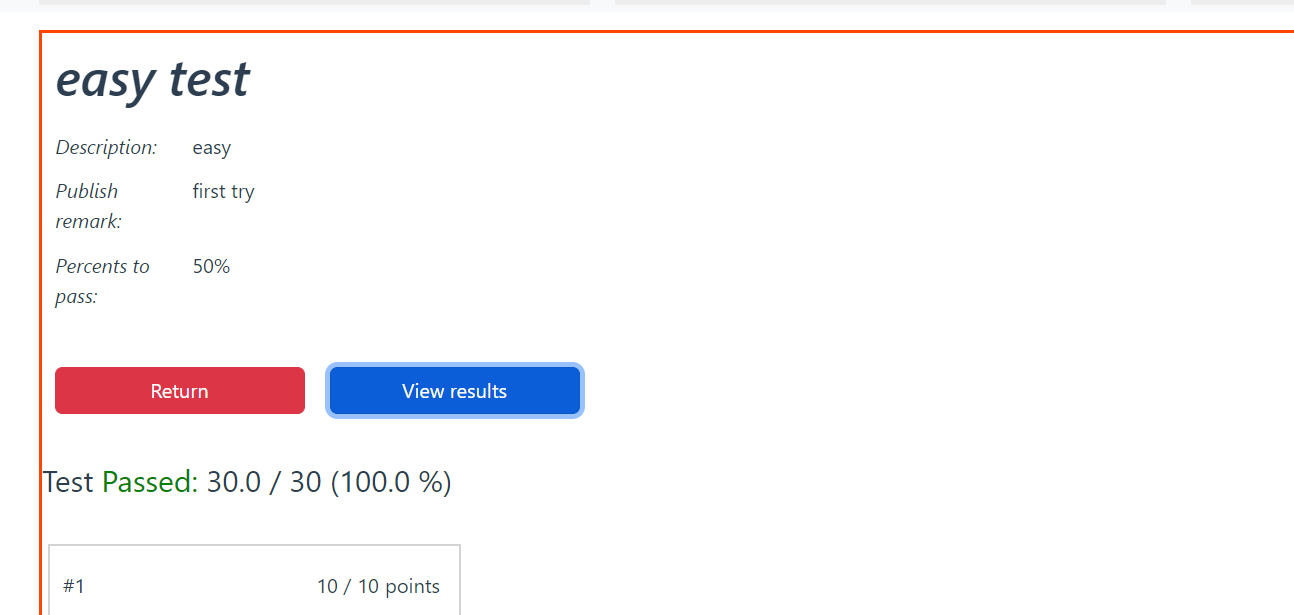 easy test
Description: easy
Publish remark: first try
Percents to pass: 50%
Return View results
Test Passed: 30.0 / 30 (100.0 %)
#1 10 / 10 points